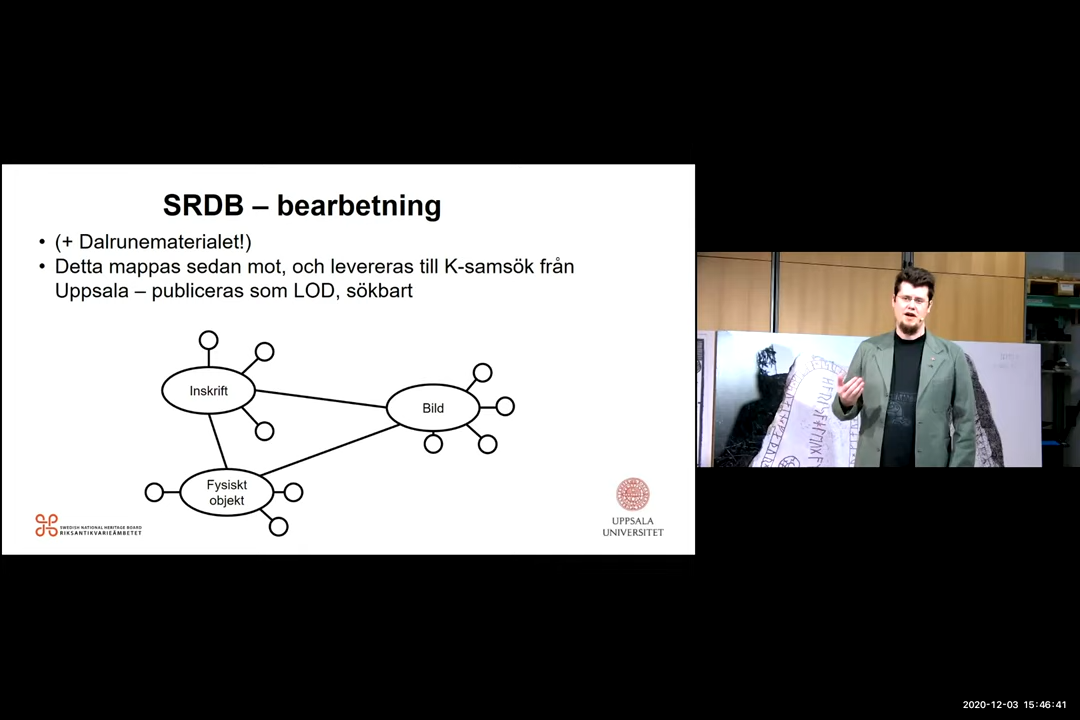 SRDB – bearbetning
• (+ Dalrunematerialet!)
• Detta mappas sedan mot, och levereras till K-samsök från
Uppsala – publiceras som LOD, sökbart
Inskrift
Bild
Fysiskt
objekt
SWEDISH NATIONAL HERITAGE BOARD
RIKSANTIKVARIEÄMBETET
UPPSALA
UNIVERSITET
2020-12-03 15:46:41